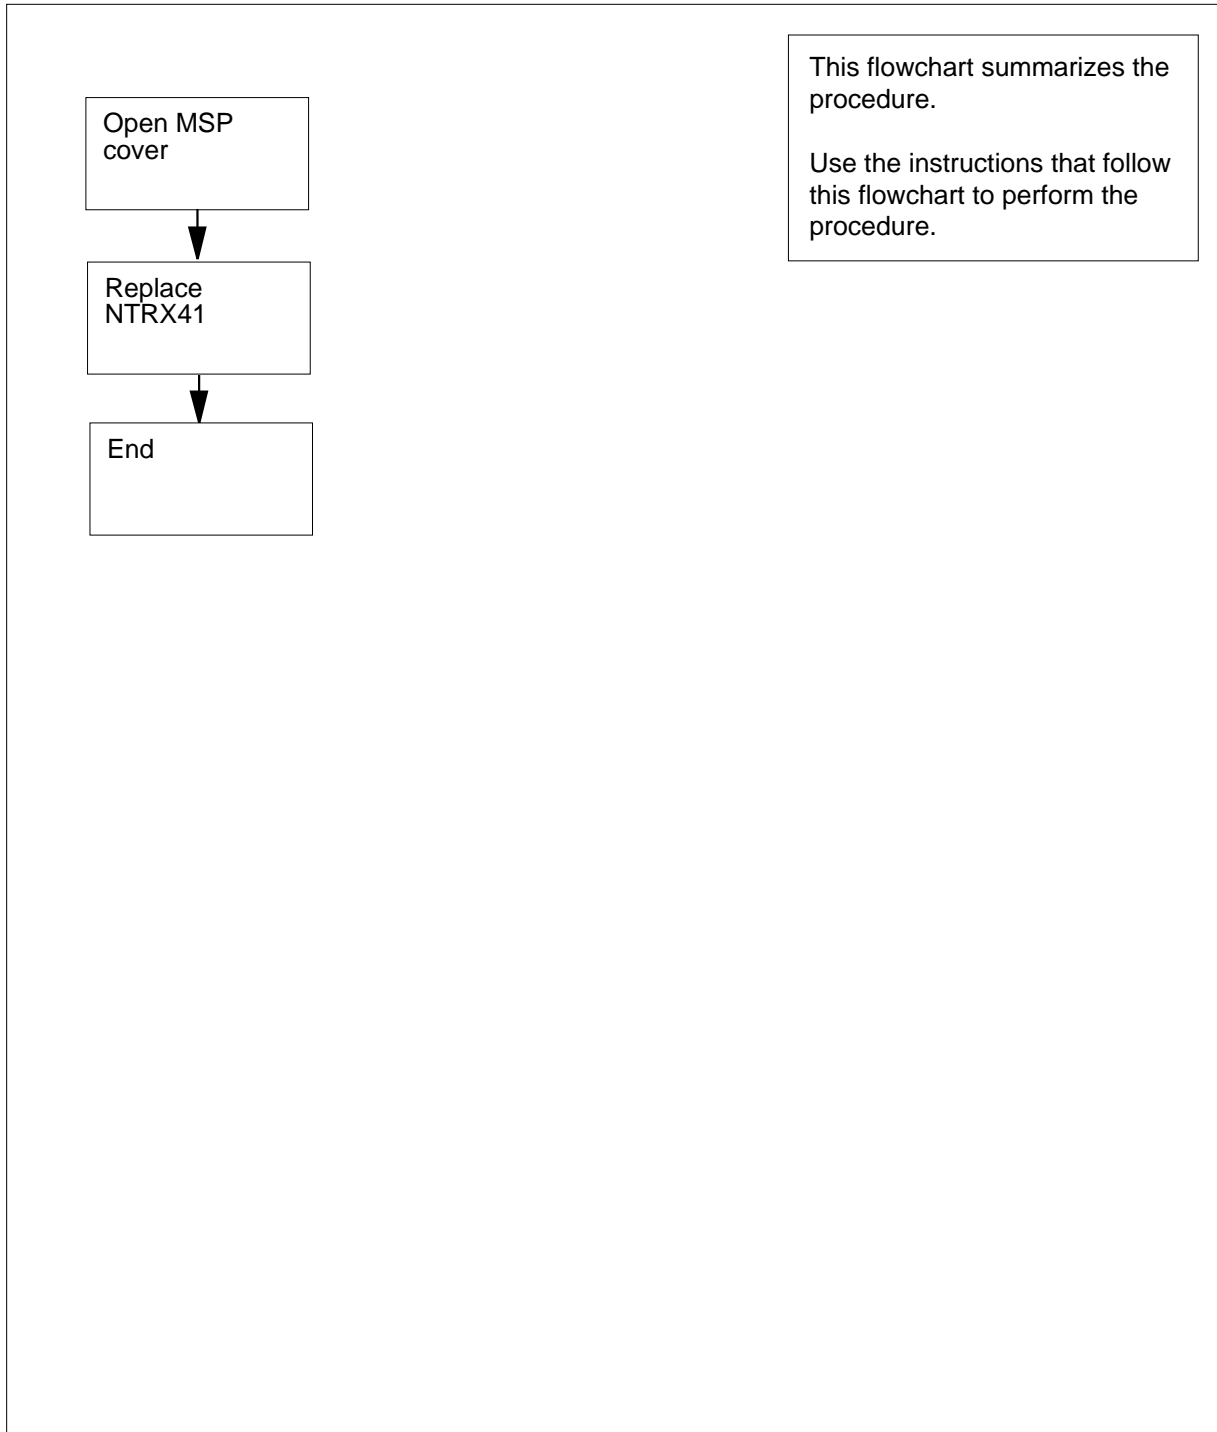 Open MSP
cover
Replace
NTRX41
End
This flowchart summarizes the
procedure.
Use the instructions that follow
this flowchart to perform the
procedure.